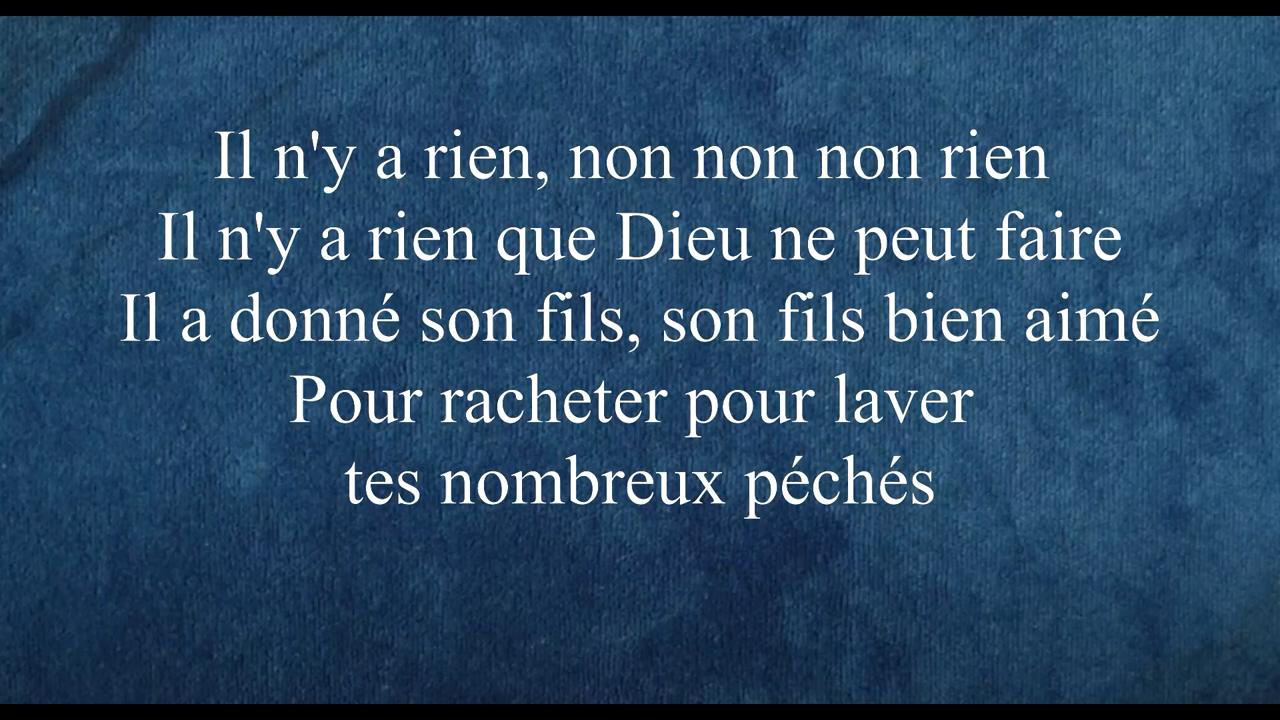 Il n'y a rien, non non non rien
Il n'y a rien que Dieu ne peut faire
Il a donné son fils, son fils bien aimé
Pour racheter pour laver
tes nombreux péchés